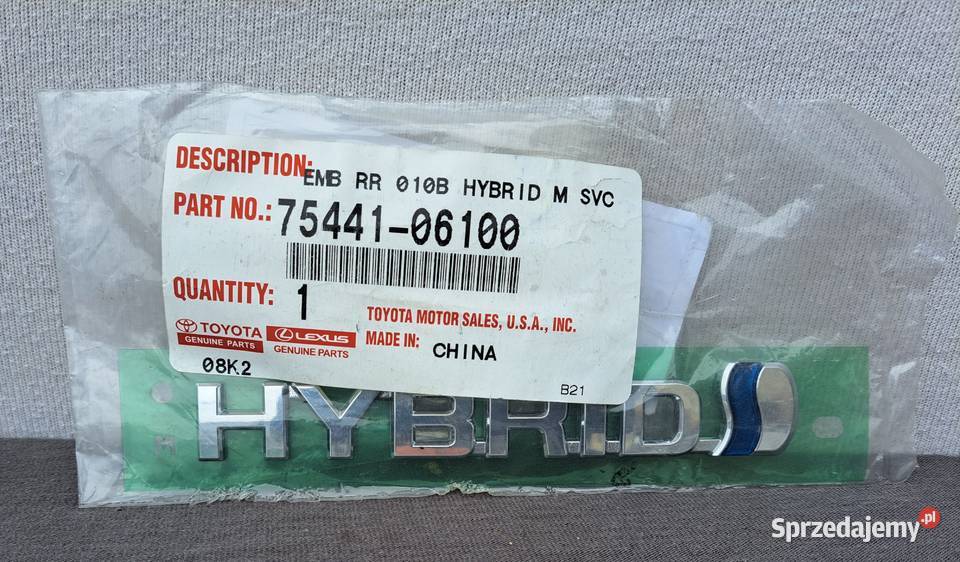 DESCRIPTION: EMB RR 010B HYBRID M SVC
PART NO.: 75441-06100
QUANTITY: 1
TOYOTA MOTOR SALES, U.S.A., INC.
TOYOTA
GENUINE PARTS
LEXUS
GENUINE PARTS
MADE IN: CHINA
08K2
B21
HYBRID
Sprzedajemy.pl